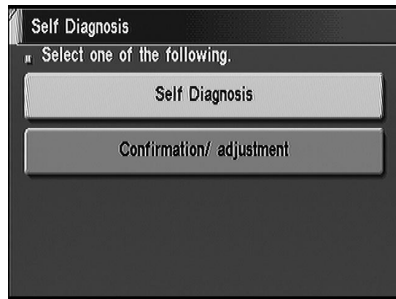 Self Diagnosis
Select one of the following.
Self Diagnosis
Confirmation/ adjustment